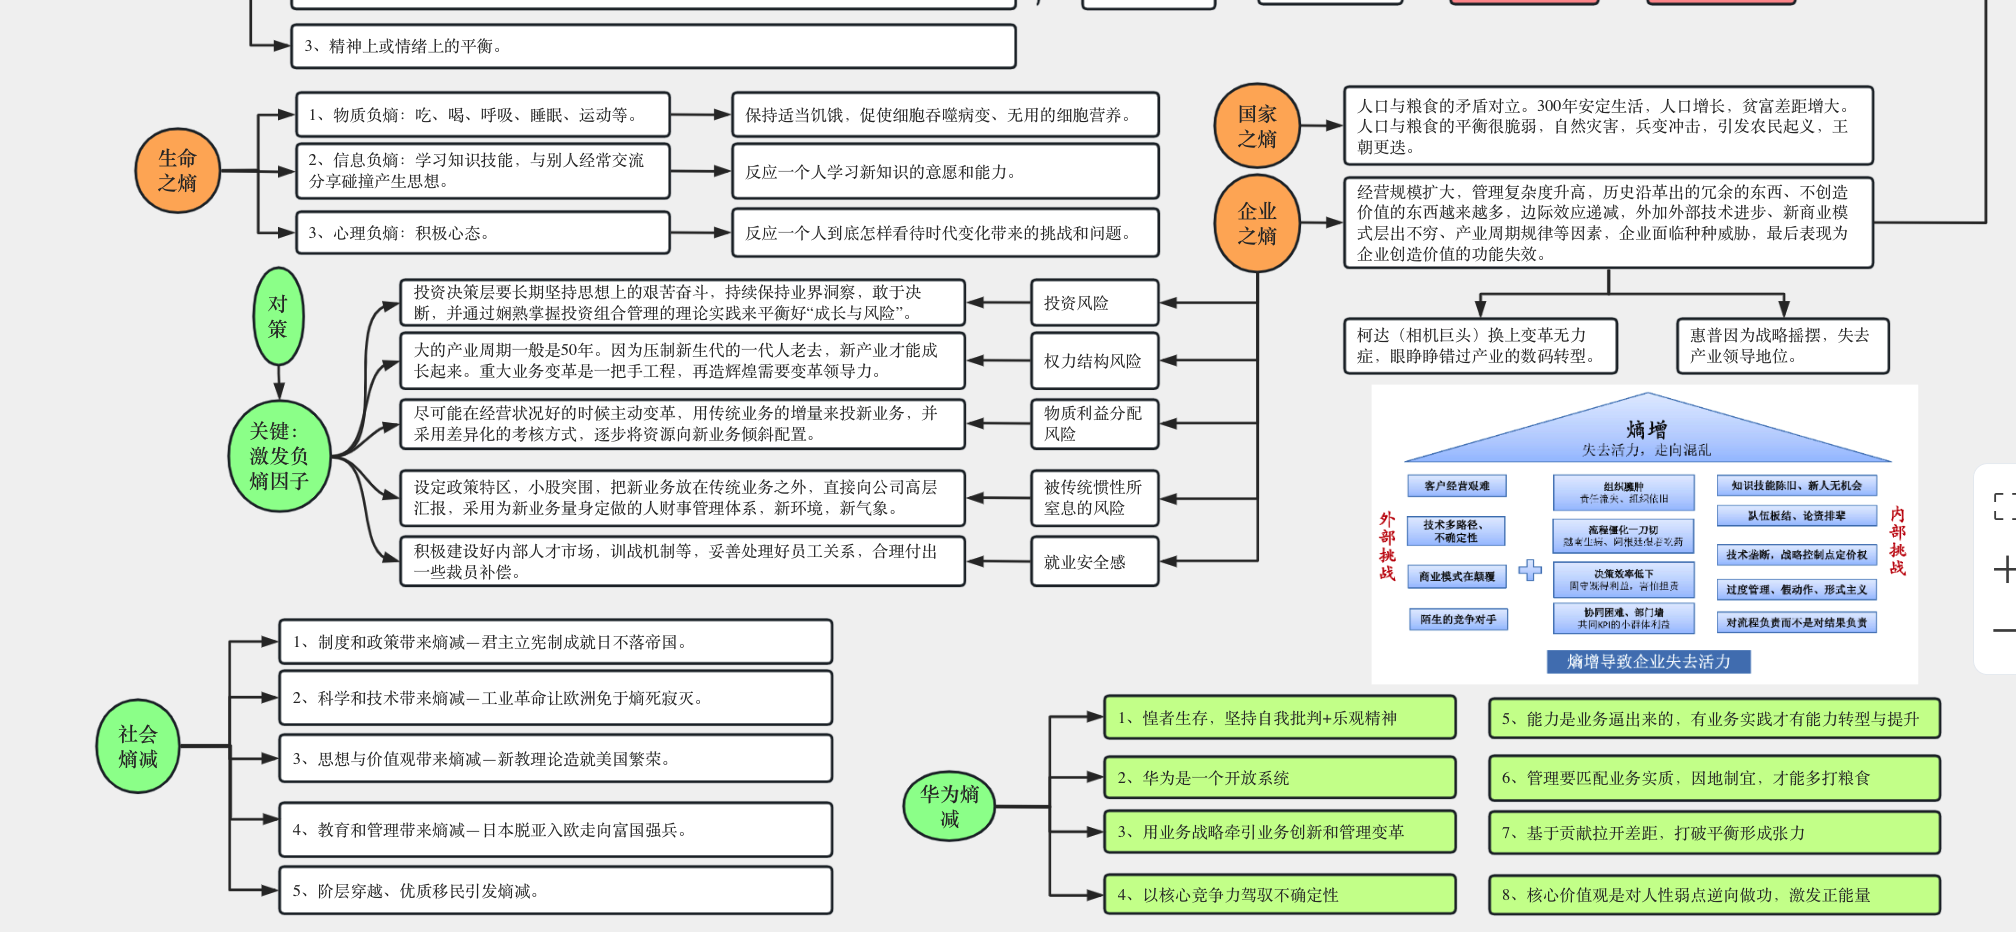 3、精神上或情绪上的平衡。
生命
之熵
1、物质负熵：吃、喝、呼吸、睡眠、运动等。
保持适当饥饿，促使细胞吞噬病变、无用的细胞营养。
2、信息负熵：学习知识技能，与别人经常交流
分享碰撞产生思想。
反应一个人学习新知识的意愿和能力。
3、心理负熵：积极心态。
反应一个人到底怎样看待时代变化带来的挑战和问题。
国家
之熵
人口与粮食的矛盾对立。300年安定生活，人口增长，贫富差距增大。
人口与粮食的平衡很脆弱，自然灾害，兵变冲击，引发农民起义，王
朝更迭。
企业
之熵
经营规模扩大，管理复杂度升高，历史沿革出的冗余的东西、不创造
价值的东西越来越多，边际效应递减，外加外部技术进步、新商业模
式层出不穷、产业周期规律等因素，企业面临种种威胁，最后表现为
企业创造价值的功能失效。
柯达（相机巨头）换上变革无力
症，眼睁睁错过产业的数码转型。
惠普因为战略摇摆，失去
产业领导地位。
对
策
关键：
激发负
熵因子
投资决策层要长期坚持思想上的艰苦奋斗，持续保持业界洞察，敢于决
断，并通过娴熟掌握投资组合管理的理论实践来平衡好“成长与风险”。
投资风险
大的产业周期一般是50年。因为压制新生代的一代人老去，新产业才能成
长起来。重大业务变革是一把手工程，再造辉煌需要变革领导力。
权力结构风险
尽可能在经营状况好的时候主动变革，用传统业务的增量来投新业务，并
采用差异化的考核方式，逐步将资源向新业务倾斜配置。
物质利益分配
风险
设定政策特区，小股突围，把新业务放在传统业务之外，直接向公司高层
汇报，采用为新业务量身定做的人财事管理体系，新环境，新气象。
被传统惯性所
窒息的风险
积极建设好内部人才市场，训战机制等，妥善处理好员工关系，合理付出
一些裁员补偿。
就业安全感
熵增
失去活力，走向混乱
外部挑战
客户经营艰难
技术多路径、
不确定性
商业模式在颠覆
陌生的竞争对手
组织臃肿
责任流失、组织依旧
流程僵化一刀切
越南生病、阿根廷跟着吃药
决策效率低下
固守既得利益，害怕担责
协同困难、部门墙
共同KPI的小群体利益
知识技能陈旧、新人无机会
队伍板结、论资排辈
技术垄断，战略控制点定价权
过度管理、假动作、形式主义
对流程负责而不是对结果负责
内部挑战
熵增导致企业失去活力
社会
熵减
1、制度和政策带来熵减—君主立宪制成就日不落帝国。
2、科学和技术带来熵减—工业革命让欧洲免于熵死寂灭。
3、思想与价值观带来熵减—新教理论造就美国繁荣。
4、教育和管理带来熵减—日本脱亚入欧走向富国强兵。
5、阶层穿越、优质移民引发熵减。
华为熵
减
1、惶者生存，坚持自我批判+乐观精神
2、华为是一个开放系统
3、用业务战略牵引业务创新和管理变革
4、以核心竞争力驾驭不确定性
5、能力是业务逼出来的，有业务实践才有能力转型与提升
6、管理要匹配业务实质，因地制宜，才能多打粮食
7、基于贡献拉开差距，打破平衡形成张力
8、核心价值观是对人性弱点逆向做功，激发正能量